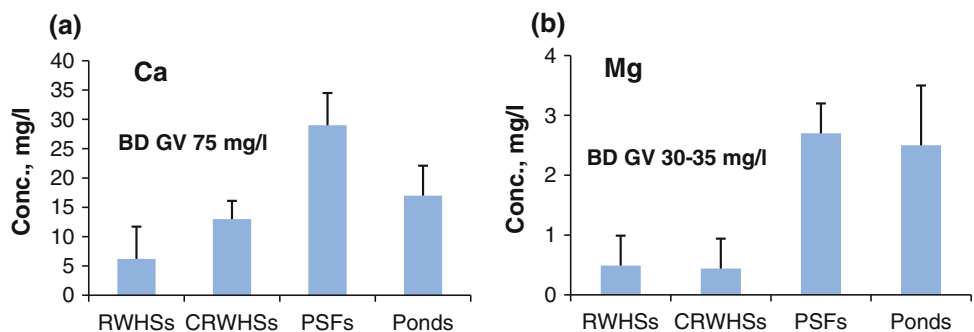 (a)
Ca
BD GV 75 mg/l
Conc., mg/l
40
35
30
25
20
15
10
5
0
RWHSs CRWHSs PSFs Ponds
(b)
Mg
BD GV 30-35 mg/l
Conc., mg/l
4
3
2
1
0
RWHSs CRWHSs PSFs Ponds